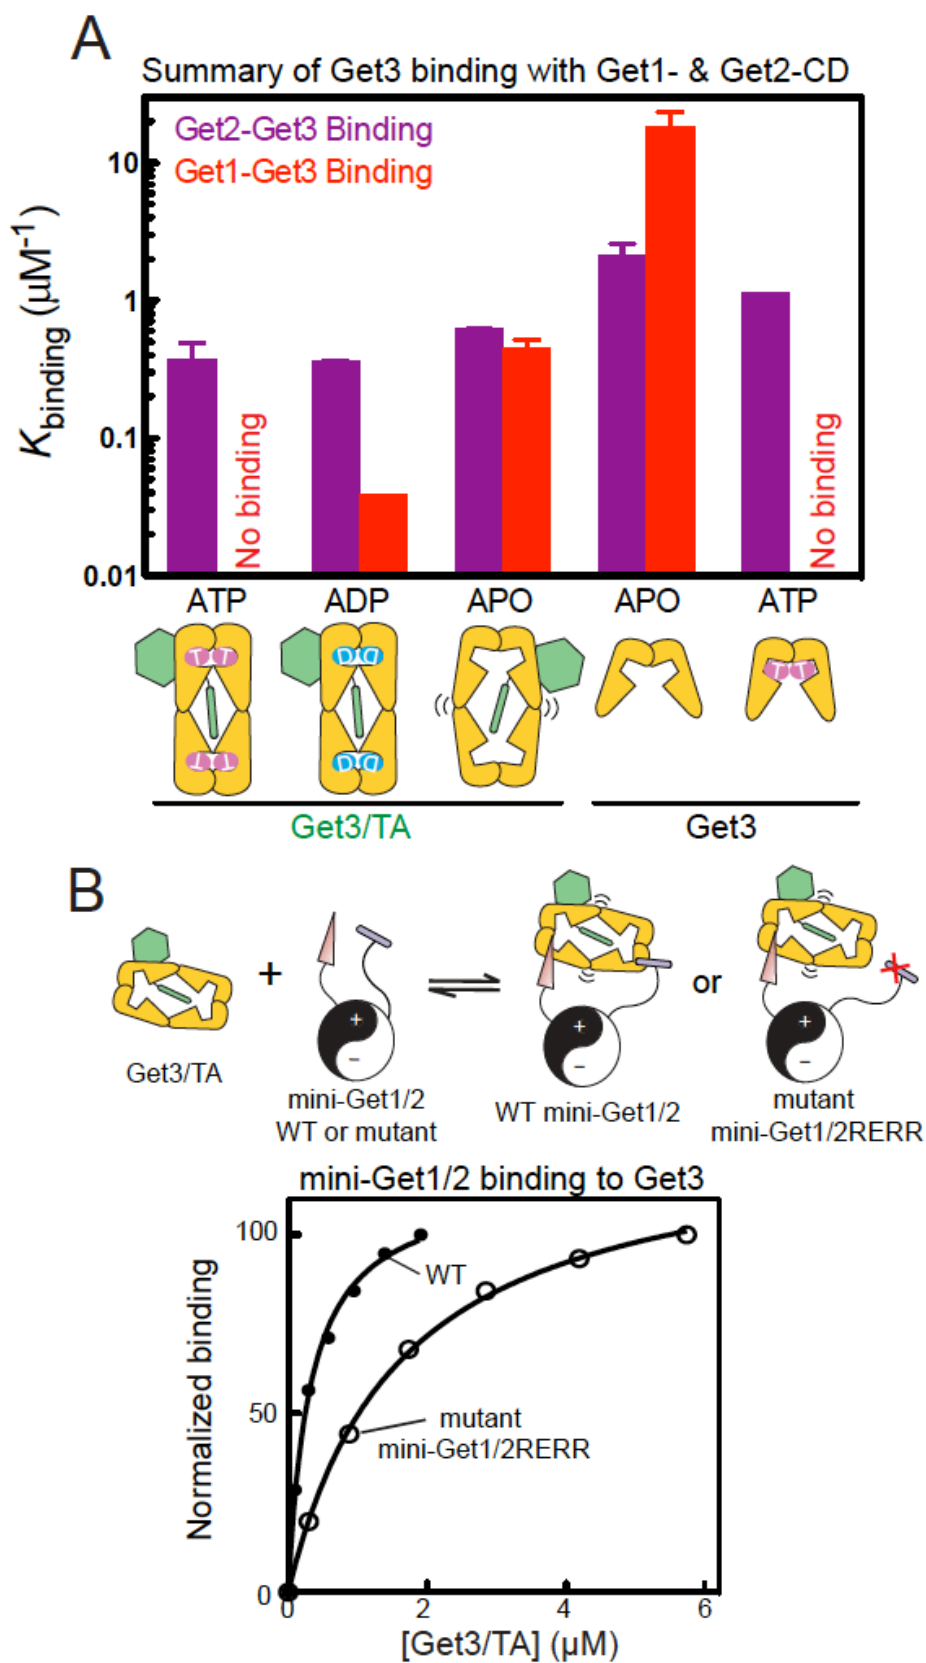 A
Summary of Get3 binding with Get1- & Get2-CD
Get2-Get3 Binding
Get1-Get3 Binding
Kbinding (µM-1)
10
1
0.1
0.01
No binding
No binding
ATP ADP APO APO ATP
T T
D D
T T
T T
D D
Get3/TA Get3
B
+
or
+
−
+
−
+
−
Get3/TA
mini-Get1/2
WT or mutant
WT mini-Get1/2
mutant
mini-Get1/2RERR
mini-Get1/2 binding to Get3
Normalized binding
100
50
0
WT
mutant
mini-Get1/2RERR
0 2 4 6
[Get3/TA] (µM)